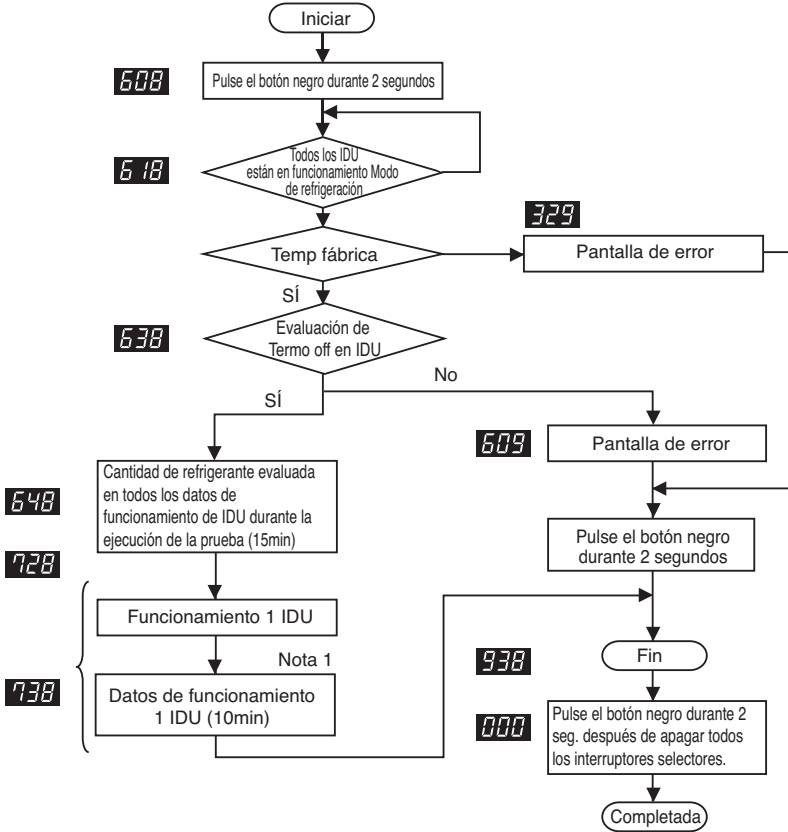 Iniciar
608
Pulse el botón negro durante 2 segundos
618
Todos los IDU
están en funcionamiento Modo
de refrigeración
329
Temp fábrica
Pantalla de error
SÍ
638
Evaluación de
Termo off en IDU
No
SÍ
609
Pantalla de error
648
Cantidad de refrigerante evaluada
en todos los datos de
funcionamiento de IDU durante la
ejecución de la prueba (15min)
Pulse el botón negro
durante 2 segundos
728
Funcionamiento 1 IDU
Nota 1
738
Datos de funcionamiento
1 IDU (10min)
938
Fin
000
Pulse el botón negro durante 2
seg. después de apagar todos
los interruptores selectores.
Completada